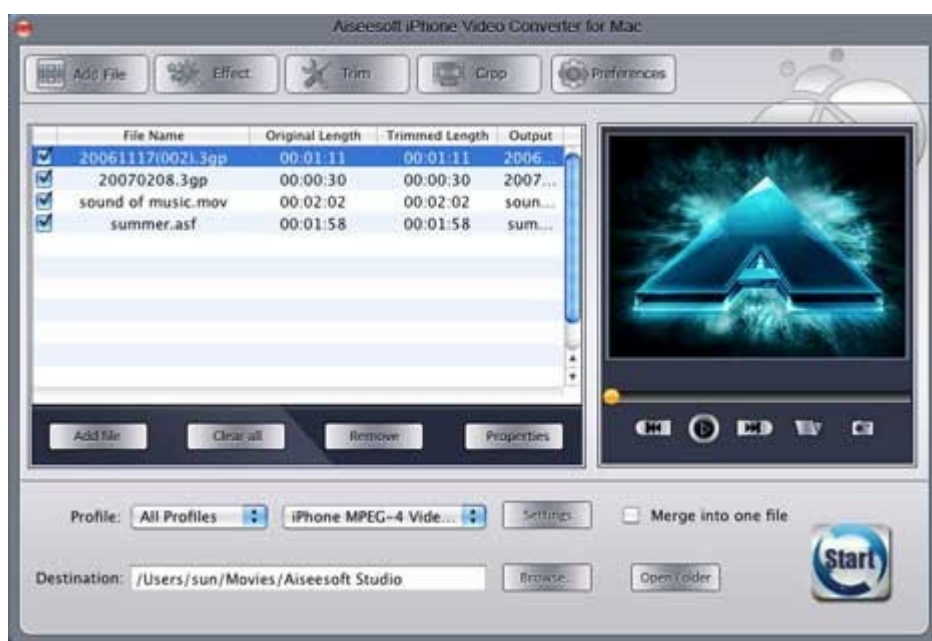 Aiseesoft iPhone Video Converter for Mac
Add File Effect Trim Crop Preferences
File Name Original Length Trimmed Length Output
20061117(002).3gp 00:01:11 00:01:11 2006...
20070208.3gp 00:00:30 00:00:30 2007...
sound of music.mov 00:02:02 00:02:02 soun...
summer.asf 00:01:58 00:01:58 sum...
Add file Clear all Remove Properties
Profile: All Profiles iPhone MPEG-4 Vide... Settings Merge into one file
Start
Destination: /Users/sun/Movies/Aiseesoft Studio Browse... Open Folder